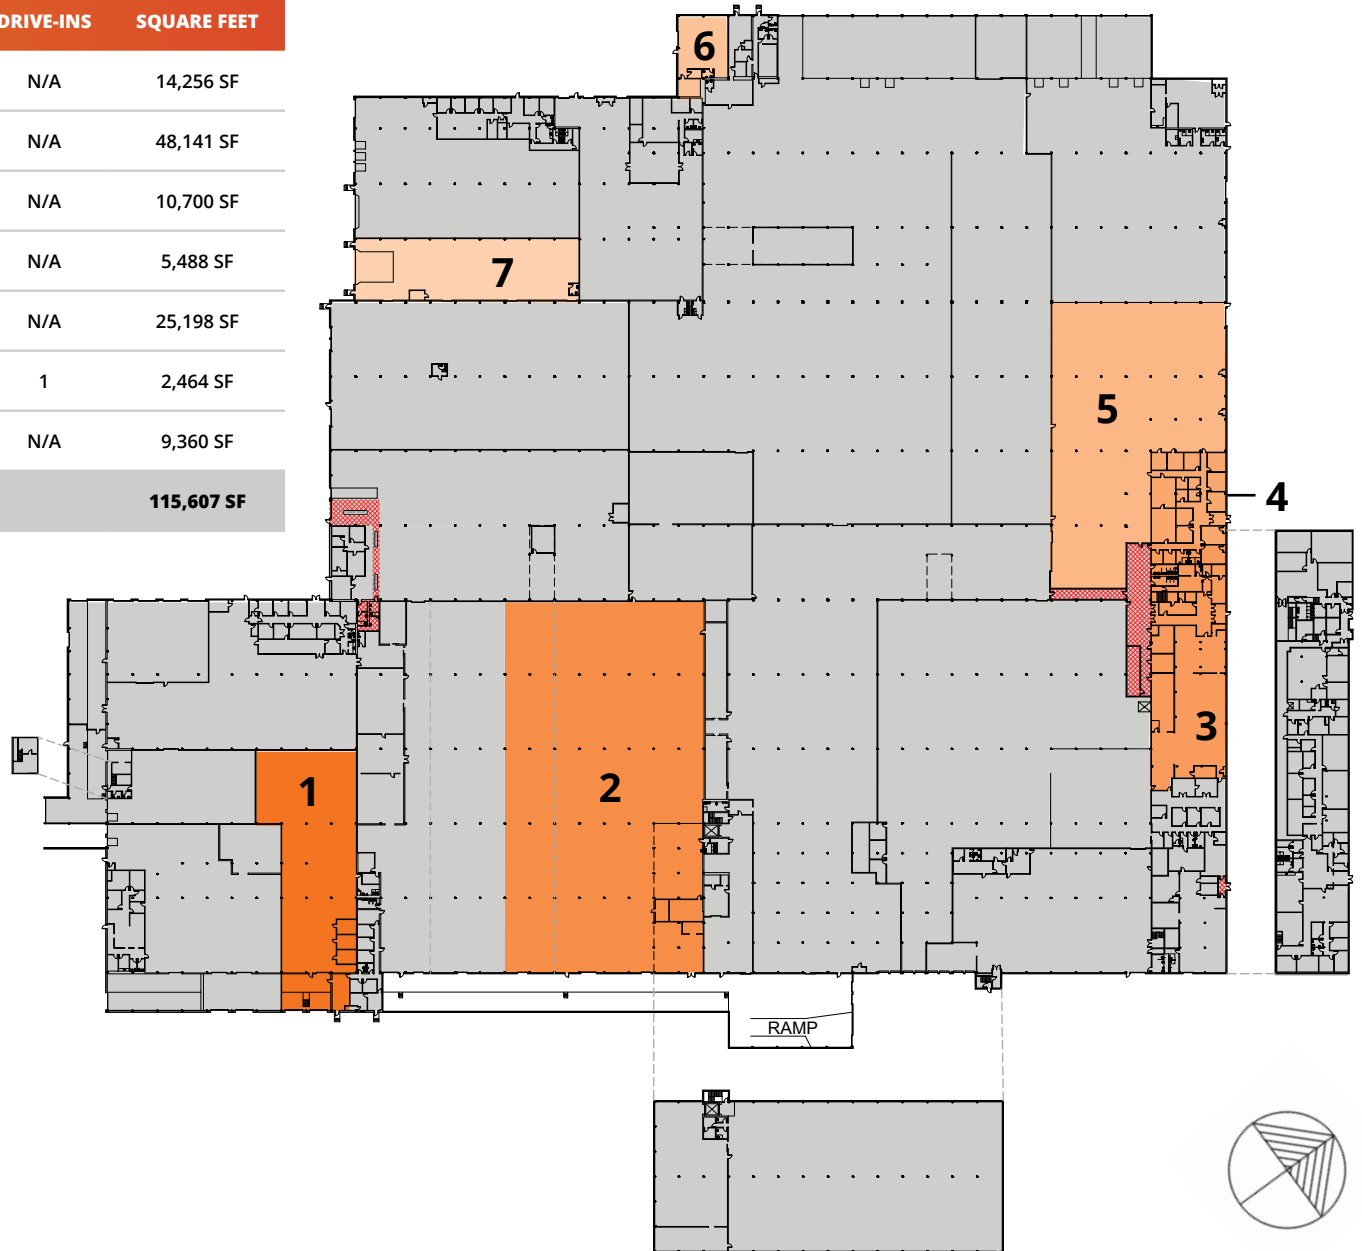 DRIVE-INS SQUARE FEET
N/A 14,256 SF
N/A 48,141 SF
N/A 10,700 SF
N/A 5,488 SF
N/A 25,198 SF
1 2,464 SF
N/A 9,360 SF
115,607 SF
6
7
5
4
3
1
2
RAMP